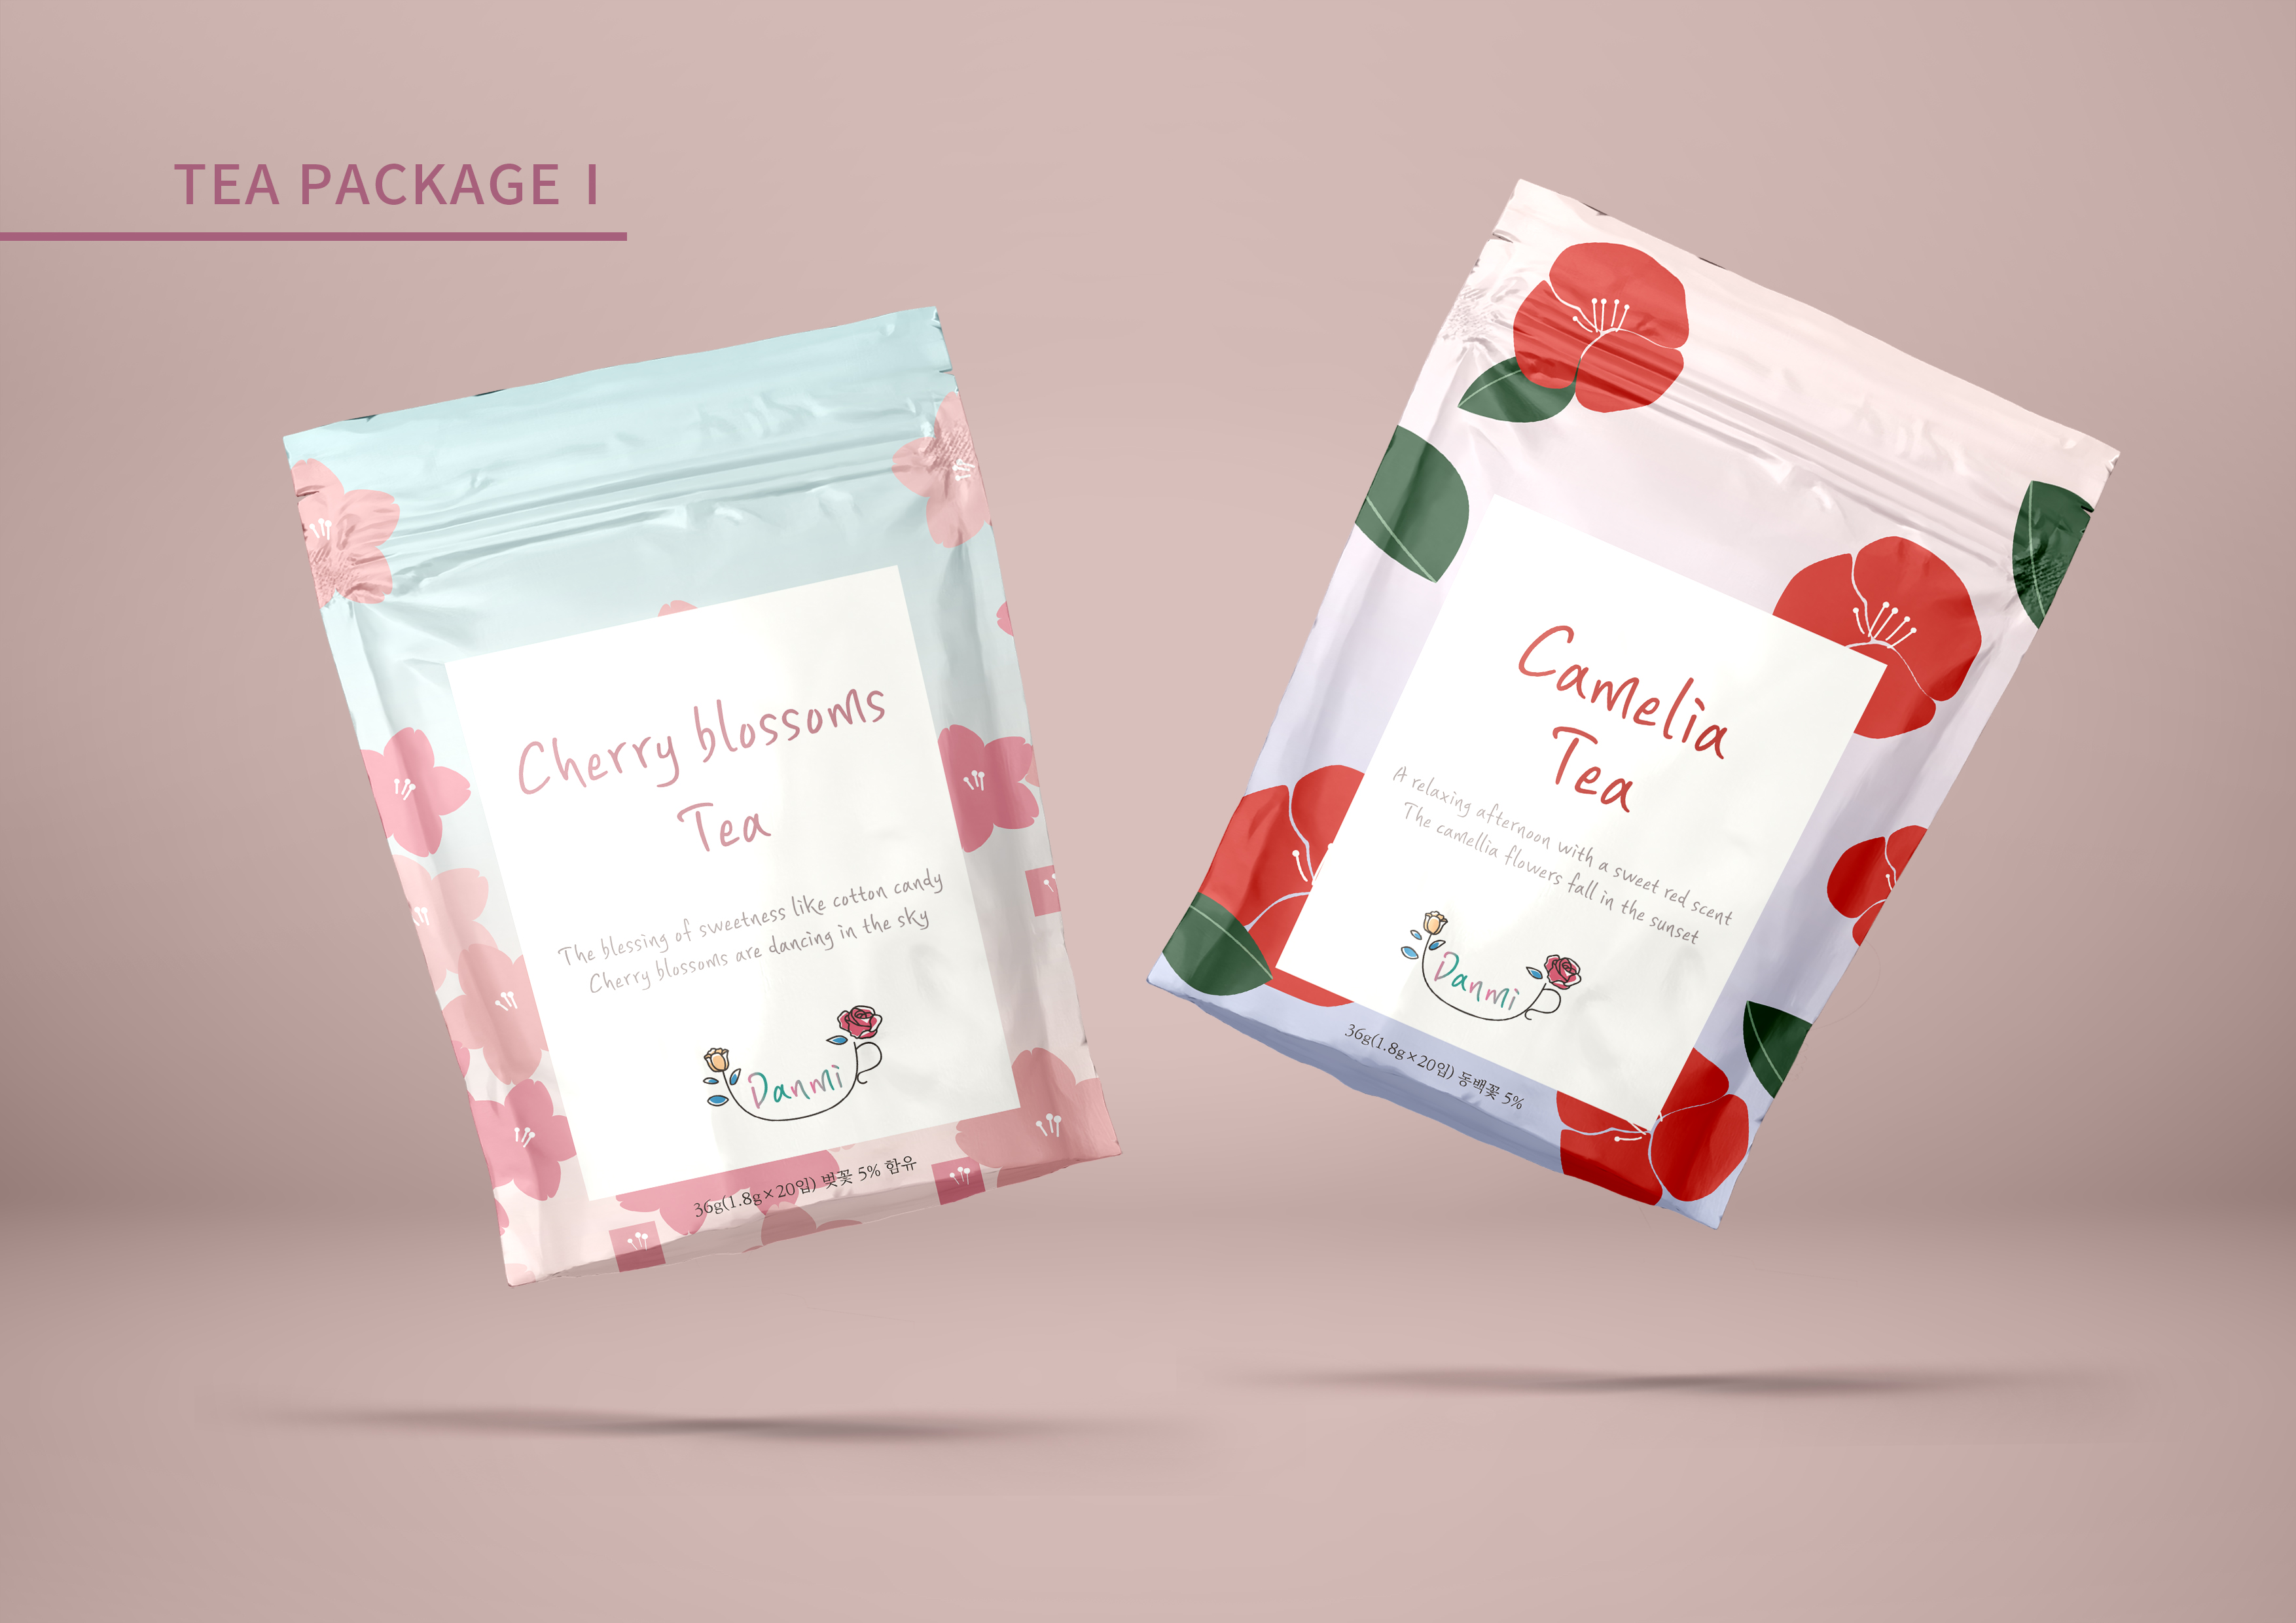 TEA PACKAGE I
Cherry blossoms
Tea
The blessing of sweetness like cotton candy
Cherry blossoms are dancing in the sky
Danmi
36g(1.8g×20입) 벚꽃 5% 함유
Camelia
Tea
A relaxing afternoon with a sweet red scent
The camellia flowers fall in the sunset
Danmi
36g(1.8g×20입) 동백꽃 5%